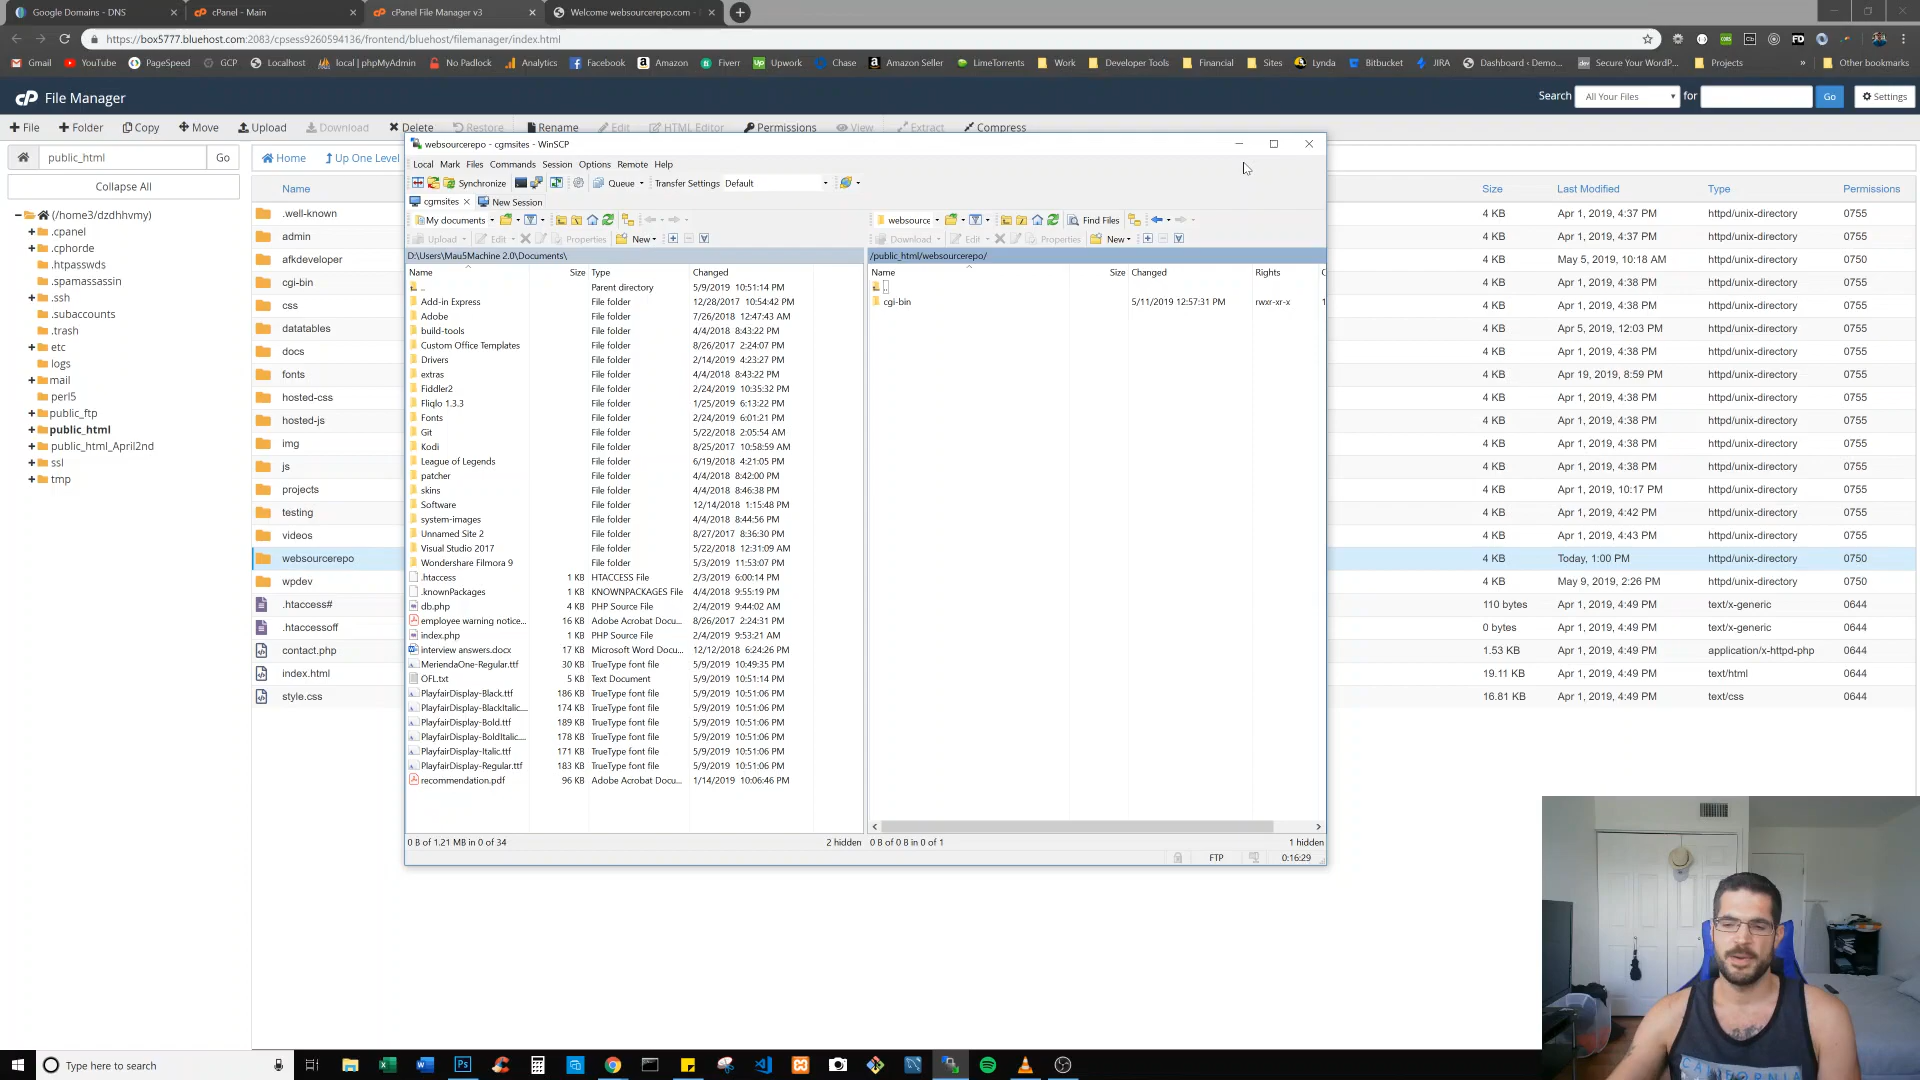 Google Domains - DNS
cPanel - Main
cPanel File Manager v3
Welcome websourcerepo.com -
https://box5777.bluehost.com:2083/cpsess9260594136/frontend/bluehost/filemanager/index.html
Gmail YouTube PageSpeed GCP Localhost local | phpMyAdmin No Padlock Analytics Facebook Amazon Fiverr Upwork Chase Amazon Seller LimeTorrents Work Developer Tools Financial Sites Lynda Bitbucket JIRA Dashboard ‹ Demo... Secure Your WordP... Projects » Other bookmarks
cP File Manager
Search All Your Files for Go Settings
File Folder Copy Move Upload Download Delete Restore Rename Edit HTML Editor Permissions View Extract Compress
public_html Go
Collapse All
(/home3/dzdhhvmy)
.cpanel
.cphorde
.htpasswds
.spamassassin
.ssh
.subaccounts
.trash
etc
logs
mail
perl5
public_ftp
public_html
public_html_April2nd
ssl
tmp
Home Up One Level
Name
.well-known
admin
afkdeveloper
cgi-bin
css
datatables
docs
fonts
hosted-css
hosted-js
img
js
projects
testing
videos
websourcerepo
wpdev
.htaccess#
.htaccessoff
contact.php
index.html
style.css
websourcerepo - cgmsites - WinSCP
Local Mark Files Commands Session Options Remote Help
Synchronize Queue Transfer Settings Default
cgmsites New Session
My documents
Upload Edit Properties New
D:\Users\Mau5Machine 2.0\Documents\
Name Size Type Changed
.. Parent directory 5/9/2019 10:51:14 PM
Add-in Express File folder 12/28/2017 10:54:42 PM
Adobe File folder 7/26/2018 12:47:43 AM
build-tools File folder 4/4/2018 8:43:22 PM
Custom Office Templates File folder 8/26/2017 2:24:07 PM
Drivers File folder 2/14/2019 4:23:27 PM
extras File folder 4/4/2018 8:43:22 PM
Fiddler2 File folder 2/24/2019 10:35:32 PM
Fliqlo 1.3.3 File folder 1/25/2019 6:13:22 PM
Fonts File folder 2/24/2019 6:01:21 PM
Git File folder 5/22/2018 2:05:54 AM
Kodi File folder 8/25/2017 10:58:59 AM
League of Legends File folder 6/19/2018 4:21:05 PM
patcher File folder 4/4/2018 8:42:00 PM
skins File folder 4/4/2018 8:46:38 PM
Software File folder 12/14/2018 1:15:48 PM
system-images File folder 4/4/2018 8:44:56 PM
Unnamed Site 2 File folder 8/27/2017 8:36:30 PM
Visual Studio 2017 File folder 5/22/2018 12:31:09 AM
Wondershare Filmora 9 File folder 5/3/2019 11:53:07 PM
.htaccess 1 KB HTACCESS File 2/3/2019 6:00:14 PM
.knownPackages 1 KB KNOWNPACKAGES File 4/4/2018 9:55:19 PM
db.php 4 KB PHP Source File 2/4/2019 9:44:02 AM
employee warning notice... 16 KB Adobe Acrobat Docu... 8/26/2017 2:24:31 PM
index.php 1 KB PHP Source File 2/4/2019 9:53:21 AM
interview answers.docx 17 KB Microsoft Word Docu... 12/12/2018 6:24:26 PM
MeriendaOne-Regular.ttf 30 KB TrueType font file 5/9/2019 10:49:35 PM
OFL.txt 5 KB Text Document 5/9/2019 10:51:14 PM
PlayfairDisplay-Black.ttf 186 KB TrueType font file 5/9/2019 10:51:06 PM
PlayfairDisplay-BlackItalic.... 174 KB TrueType font file 5/9/2019 10:51:06 PM
PlayfairDisplay-Bold.ttf 189 KB TrueType font file 5/9/2019 10:51:06 PM
PlayfairDisplay-BoldItalic.... 178 KB TrueType font file 5/9/2019 10:51:06 PM
PlayfairDisplay-Italic.ttf 171 KB TrueType font file 5/9/2019 10:51:06 PM
PlayfairDisplay-Regular.ttf 183 KB TrueType font file 5/9/2019 10:51:06 PM
recommendation.pdf 96 KB Adobe Acrobat Docu... 1/14/2019 10:06:46 PM
0 B of 1.21 MB in 0 of 34 2 hidden
websource Find Files
Download Edit Properties New
/public_html/websourcerepo/
Name Size Changed Rights
..
cgi-bin 5/11/2019 12:57:31 PM rwxr-xr-x 1
0 B of 0 B in 0 of 1 1 hidden
FTP 0:16:29
Size Last Modified Type Permissions
4 KB Apr 1, 2019, 4:37 PM httpd/unix-directory 0755
4 KB Apr 1, 2019, 4:37 PM httpd/unix-directory 0755
4 KB May 5, 2019, 10:18 AM httpd/unix-directory 0750
4 KB Apr 1, 2019, 4:38 PM httpd/unix-directory 0755
4 KB Apr 1, 2019, 4:38 PM httpd/unix-directory 0755
4 KB Apr 5, 2019, 12:03 PM httpd/unix-directory 0755
4 KB Apr 1, 2019, 4:38 PM httpd/unix-directory 0755
4 KB Apr 19, 2019, 8:59 PM httpd/unix-directory 0755
4 KB Apr 1, 2019, 4:38 PM httpd/unix-directory 0755
4 KB Apr 1, 2019, 4:38 PM httpd/unix-directory 0755
4 KB Apr 1, 2019, 4:38 PM httpd/unix-directory 0755
4 KB Apr 1, 2019, 4:38 PM httpd/unix-directory 0755
4 KB Apr 1, 2019, 10:17 PM httpd/unix-directory 0755
4 KB Apr 1, 2019, 4:42 PM httpd/unix-directory 0755
4 KB Apr 1, 2019, 4:43 PM httpd/unix-directory 0755
4 KB Today, 1:00 PM httpd/unix-directory 0750
4 KB May 9, 2019, 2:26 PM httpd/unix-directory 0750
110 bytes Apr 1, 2019, 4:49 PM text/x-generic 0644
0 bytes Apr 1, 2019, 4:49 PM text/x-generic 0644
1.53 KB Apr 1, 2019, 4:49 PM application/x-httpd-php 0644
19.11 KB Apr 1, 2019, 4:49 PM text/html 0644
16.81 KB Apr 1, 2019, 4:49 PM text/css 0644
CALIFORNIA
Type here to search